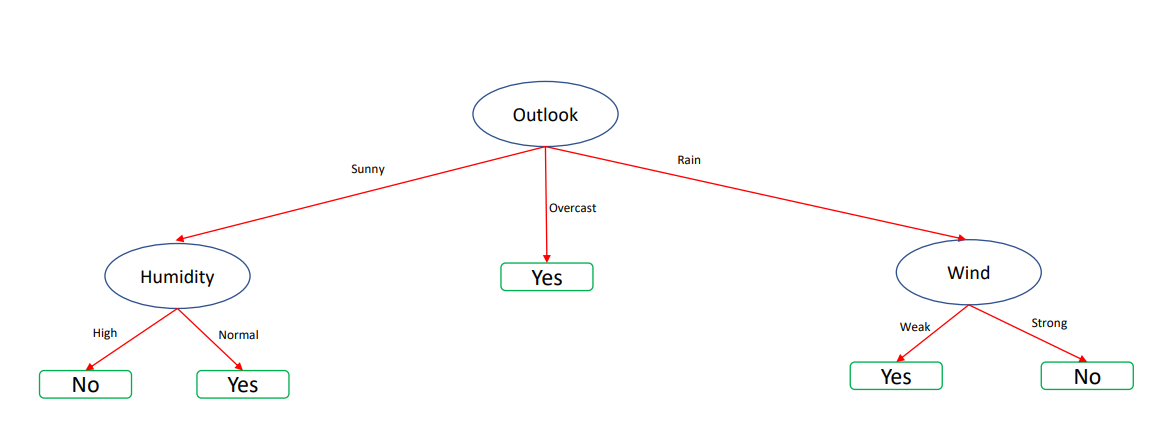 Outlook
Sunny
Rain
Overcast
Humidity
Yes
Wind
High
Normal
Weak
Strong
No
Yes
Yes
No